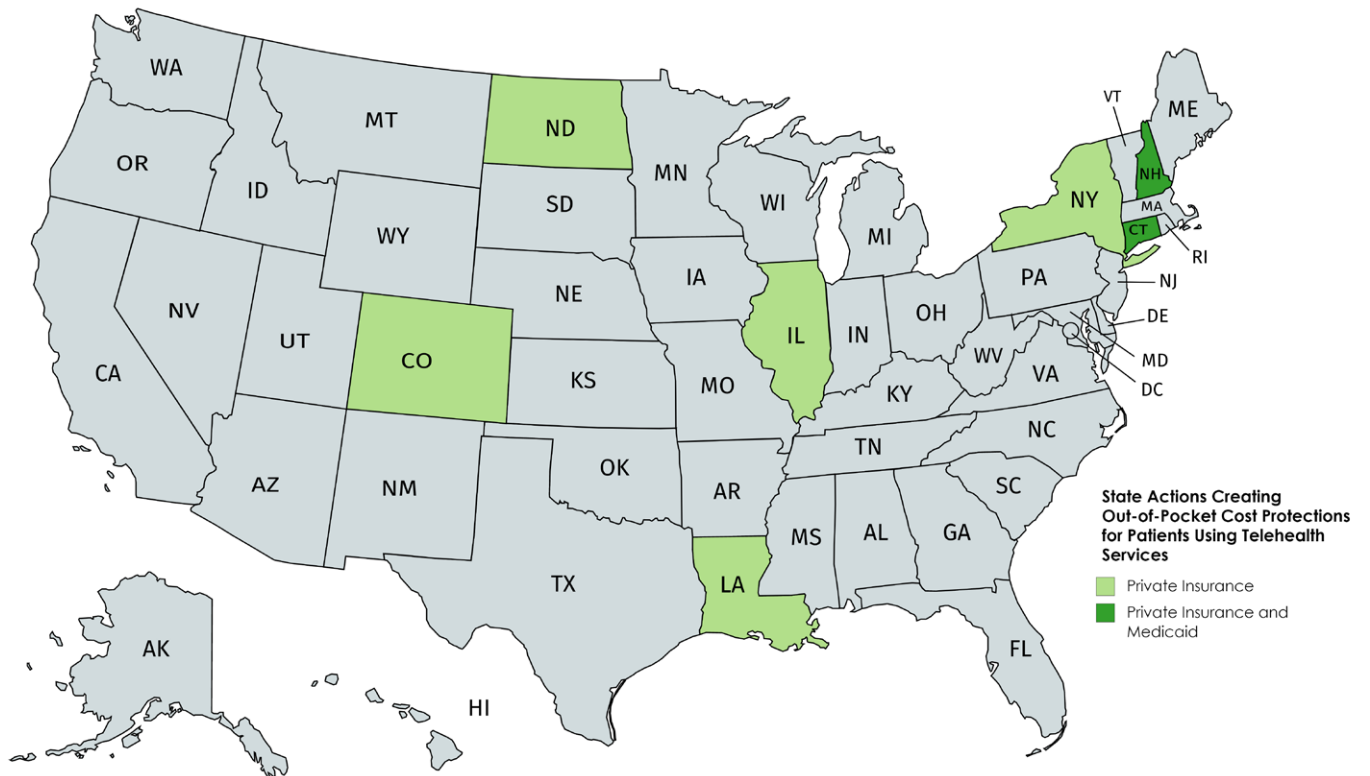 WA
MT
ND
MN
VT
ME
OR
ID
SD
WI
NY
NH
MA
WY
MI
CT
RI
IA
PA
NJ
NE
NV
OH
DE
UT
IL
IN
CO
WV
MD
CA
KS
MO
VA
DC
KY
NC
TN
OK
AZ
NM
AR
SC
MS
AL
GA
State Actions Creating
Out-of-Pocket Cost Protections
for Patients Using Telehealth
Services
TX
LA
Private Insurance
Private Insurance and
Medicaid
AK
FL
HI